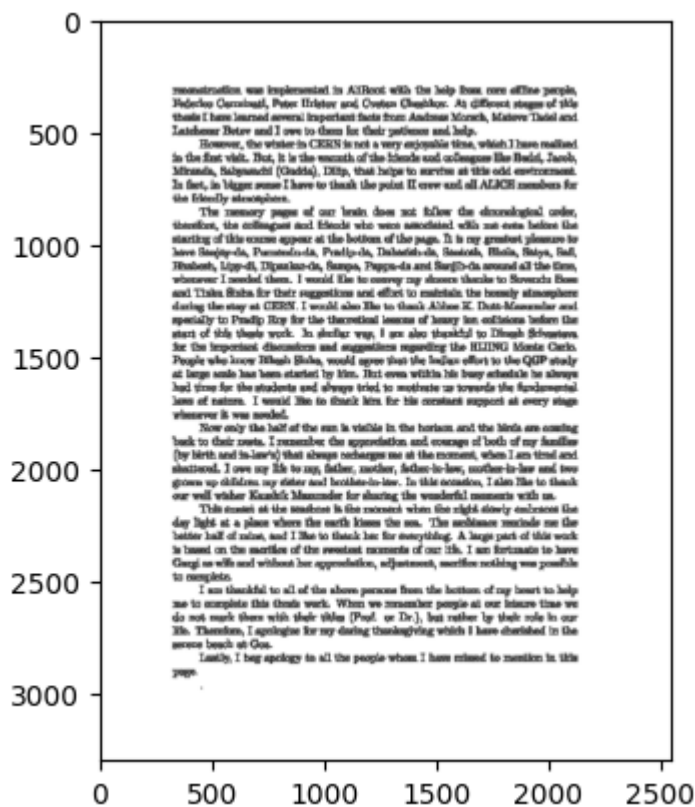 0
500
1000
1500
2000
2500
3000
0 500 1000 1500 2000 2500
reconstruction was implemented in AliRoot with the help from core offline people,
Federico Carminati, Peter Hristov and Cvetan Cheshkov. At different stages of this
thesis I have learned several important facts from Andreas Morsch, Matevz Tadel and
Latchezar Betev and I owe to them for their patience and help.
However, the winter in CERN is not a very enjoyable time, which I have realised
in the first visit. But, it is the warmth of the friends and colleagues like Jacob,
Miranda, Sabyasachi (Gudda), Dilip, that helps to survive at this odd environment.
In fact, in bigger sense I have to thank the point II crew and all ALICE members for
the friendly atmosphere.
The memory pages of our brain does not follow the chronological order,
therefore, the colleagues and friends who were associated with me even before the
starting of this course appear at the bottom of the page. It is my greatest pleasure to
have Sanjoy-da, Pradip-da, Santosh, Satya,
Lipy-di, Dipankar-da, Sampa, Pappu-da and Sanjib-da around all the time,
whenever I needed them. I would like to convey my sincere thanks to Suvendu Bose
and Tinku Sinha for their suggestions and effort to maintain the homely atmosphere
during the stay at CERN. I would also like to thank Abhee K. Dutt-Mazumder and
specially to Pradip Roy for the theoretical lessons of heavy ion collisions before the
start of this thesis work. In similar way, I am also thankful to Dinesh Srivastava
for the important discussions and suggestions regarding the HIJING Monte Carlo.
People who know Bikash Sinha, would agree that the Indian effort to the QGP study
at large scale has been started by him. But even within his busy schedule he always
had time for the students and always tried to motivate us towards the fundamental
laws of nature. I would like to thank him for his constant support at every stage
whenever it was needed.
Now only the half of the sun is visible in the horizon and the birds are coming
back to their nests. I remember the appreciation and courage of both of my families
(by birth and in-law's) that always recharges me at the moment, when I am tired and
shattered. I owe my life to my, father, mother, father-in-law, mother-in-law and two
grown up children my sister and brother-in-law. In this occasion, I also like to thank
our well wisher Kaushik Mazumder for sharing the wonderful moments with us.
This sunset at the seashore is the moment when the night slowly embraces the
day light at a place where the earth kisses the sea. The ambiance reminds me the
better half of mine, and I like to thank her for everything. A large part of this work
is based on the sacrifice of the sweetest moments of our life. I am fortunate to have
Gargi as wife and without her appreciation, adjustment, sacrifice nothing was possible
to complete.
I am thankful to all of the above persons from the bottom of my heart to help
me to complete this thesis work. When we remember people at our leisure time we
do not mark them with their titles (Prof. or Dr.), but rather by their role in our
life. Therefore, I apologize for my daring thanksgiving which I have cherished in the
serene beach at Goa.
Lastly, I beg apology to all the people whom I have missed to mention in this
page.